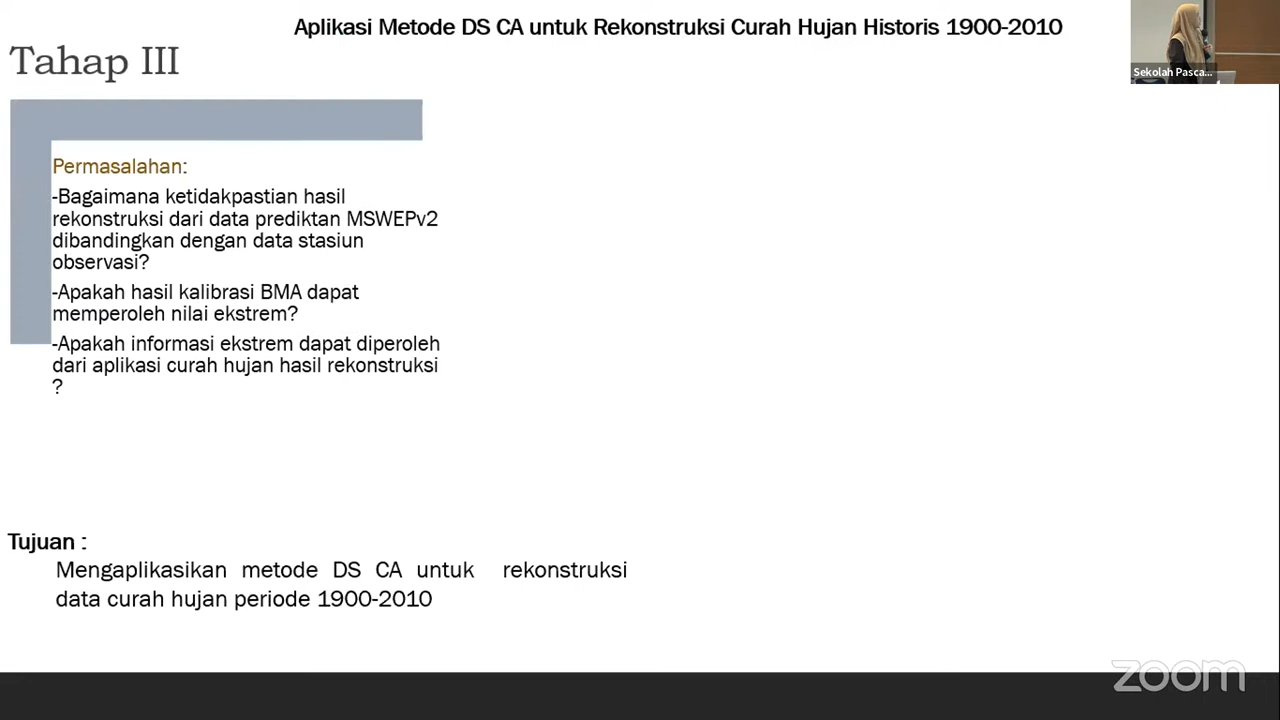 Aplikasi Metode DS CA untuk Rekonstruksi Curah Hujan Historis 1900-2010
Tahap III
Sekolah Pasca...
Permasalahan:
-Bagaimana ketidakpastian hasil
rekonstruksi dari data prediktan MSWEPv2
dibandingkan dengan data stasiun
observasi?
-Apakah hasil kalibrasi BMA dapat
memperoleh nilai ekstrem?
-Apakah informasi ekstrem dapat diperoleh
dari aplikasi curah hujan hasil rekonstruksi
?
Tujuan :
Mengaplikasikan metode DS CA untuk rekonstruksi
data curah hujan periode 1900-2010
zoom